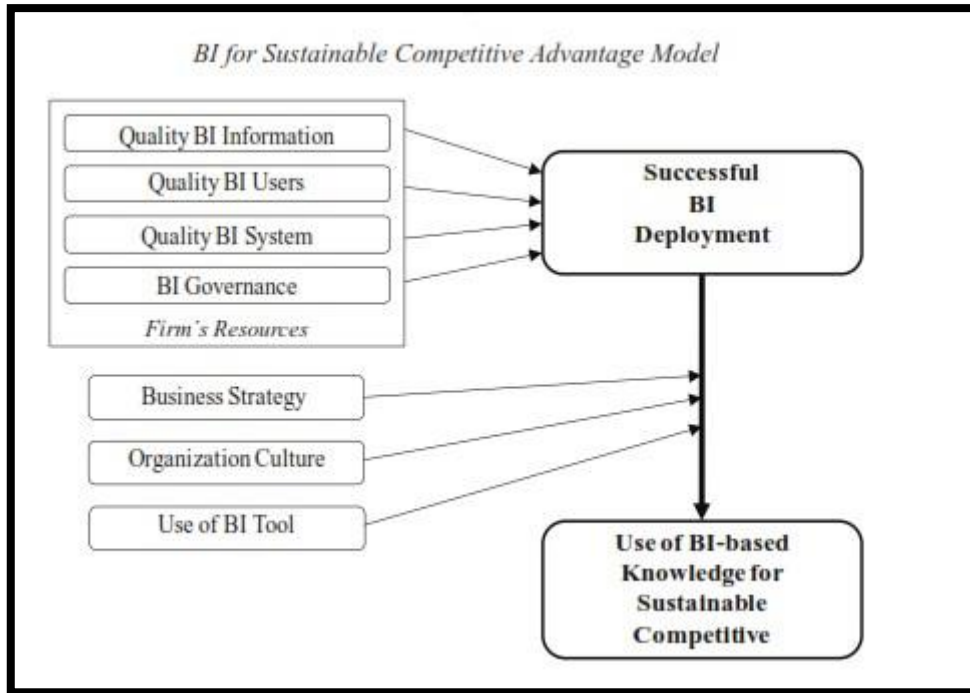 BI for Sustainable Competitive Advantage Model
Quality BI Information
Quality BI Users
Quality BI System
BI Governance
Firm's Resources
Successful
BI
Deployment
Business Strategy
Organization Culture
Use of BI Tool
Use of BI-based
Knowledge for
Sustainable
Competitive